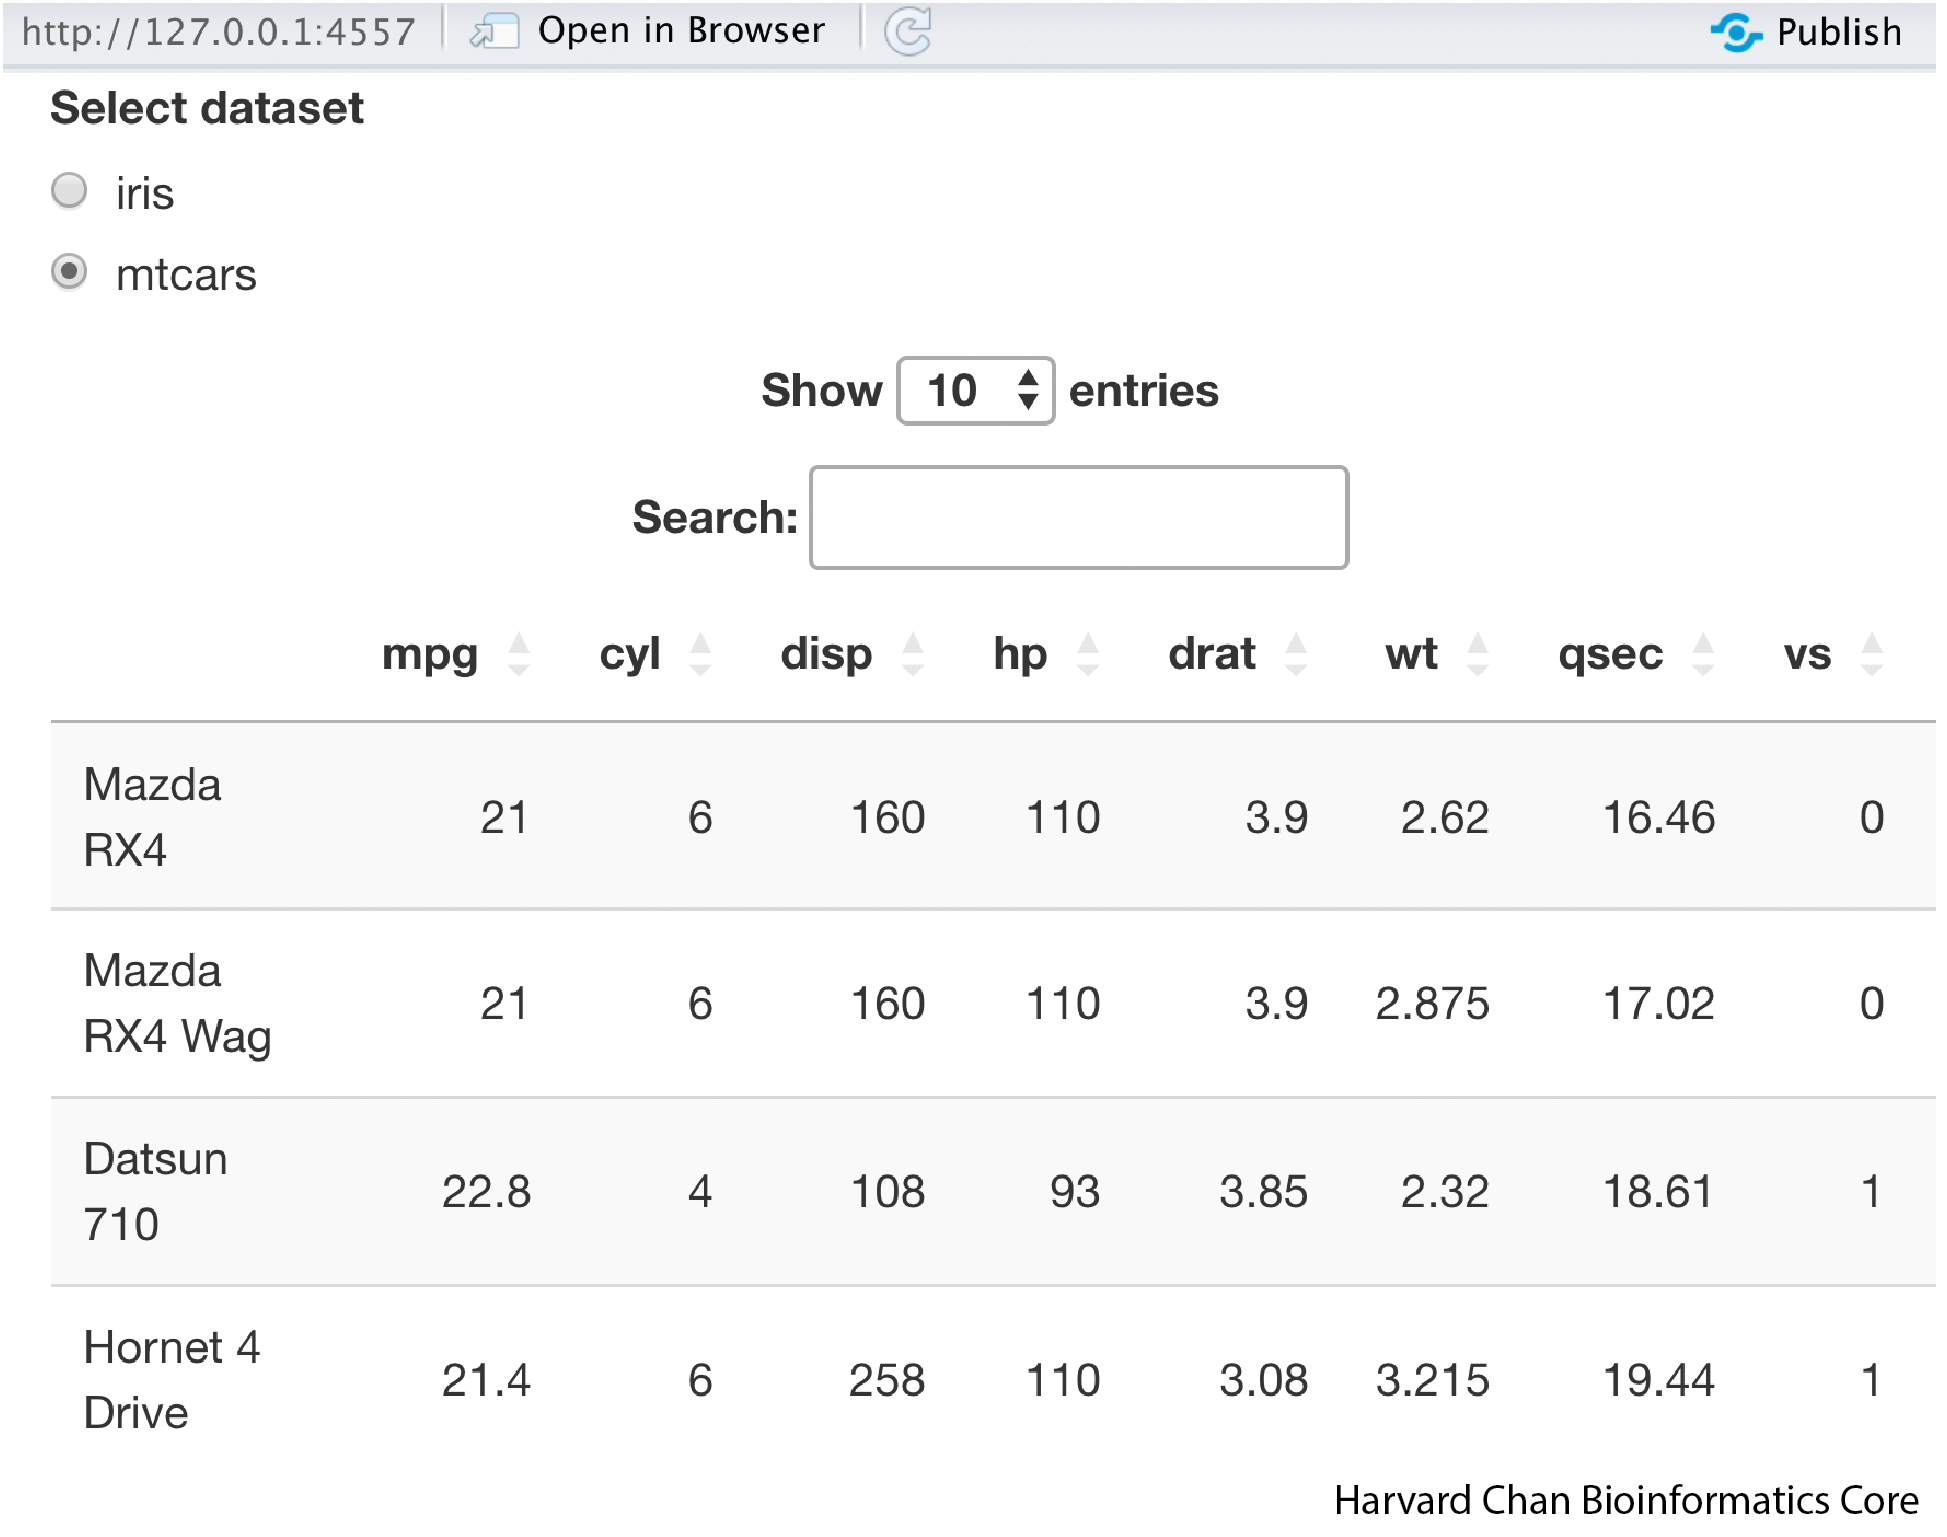 http://127.0.0.1:4557 Open in Browser Publish
Select dataset
iris
mtcars
Show 10 entries
Search:
mpg cyl disp hp drat wt qsec vs
Mazda
RX4 21 6 160 110 3.9 2.62 16.46 0
Mazda
RX4 Wag 21 6 160 110 3.9 2.875 17.02 0
Datsun
710 22.8 4 108 93 3.85 2.32 18.61 1
Hornet 4
Drive 21.4 6 258 110 3.08 3.215 19.44 1
Harvard Chan Bioinformatics Core